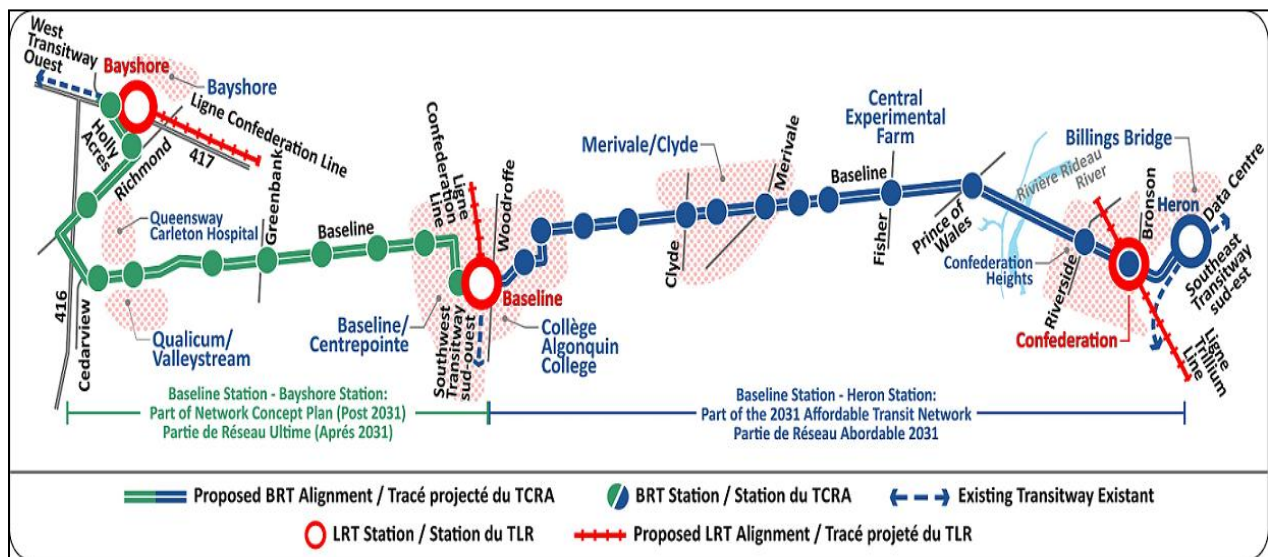 West
Transitway
Ouest
Bayshore
Bayshore
Ligne Confederation Line
417
Holly
Acres
Richmond
Queensway
Carleton Hospital
Greenbank
Baseline
416
Cedarview
Qualicum/
Valleystream
Confederation
Line
Ligne
Woodroffe
Baseline
Baseline/
Centrepointe
Southwest
Transitway
sud-ouest
Collège
Algonquin
College
Merivale/Clyde
Clyde
Merivale
Baseline
Central
Experimental
Farm
Fisher
Prince of
Wales
Rivière Rideau
River
Confederation
Heights
Riverside
Bronson
Confederation
Billings Bridge
Heron
Data Centre
Southeast
Transitway
sud-est
Ligne Trillium
Line
Baseline Station - Bayshore Station:
Part of Network Concept Plan (Post 2031)
Partie de Réseau Ultime (Aprés 2031)
Baseline Station - Heron Station:
Part of the 2031 Affordable Transit Network
Partie de Réseau Abordable 2031
Proposed BRT Alignment / Tracé projecté du TCRA
BRT Station / Station du TCRA
Existing Transitway Existant
LRT Station / Station du TLR
Proposed LRT Alignment / Tracé projeté du TLR